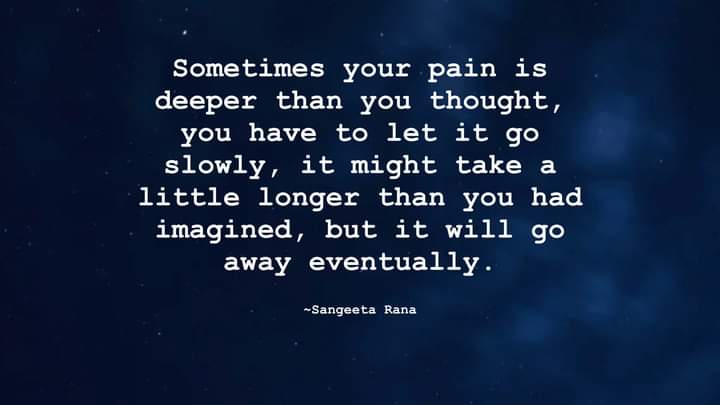 Sometimes your pain is
deeper than you thought,
you have to let it go
slowly, it might take a
little longer than you had
imagined, but it will go
away eventually.
~Sangeeta Rana